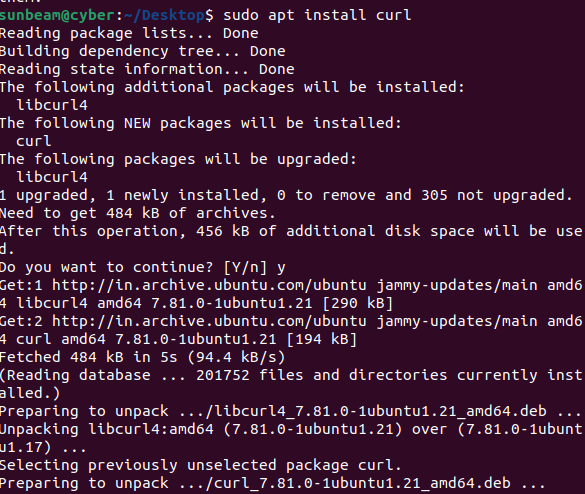 sunbeam@cyber:~/Desktop$ sudo apt install curl
Reading package lists... Done
Building dependency tree... Done
Reading state information... Done
The following additional packages will be installed:
  libcurl4
The following NEW packages will be installed:
  curl
The following packages will be upgraded:
  libcurl4
1 upgraded, 1 newly installed, 0 to remove and 305 not upgraded.
Need to get 484 kB of archives.
After this operation, 456 kB of additional disk space will be use
d.
Do you want to continue? [Y/n] y
Get:1 http://in.archive.ubuntu.com/ubuntu jammy-updates/main amd6
4 libcurl4 amd64 7.81.0-1ubuntu1.21 [290 kB]
Get:2 http://in.archive.ubuntu.com/ubuntu jammy-updates/main amd6
4 curl amd64 7.81.0-1ubuntu1.21 [194 kB]
Fetched 484 kB in 5s (94.4 kB/s)
(Reading database ... 201752 files and directories currently inst
alled.)
Preparing to unpack .../libcurl4_7.81.0-1ubuntu1.21_amd64.deb ...
Unpacking libcurl4:amd64 (7.81.0-1ubuntu1.21) over (7.81.0-1ubunt
u1.17) ...
Selecting previously unselected package curl.
Preparing to unpack .../curl_7.81.0-1ubuntu1.21_amd64.deb ...